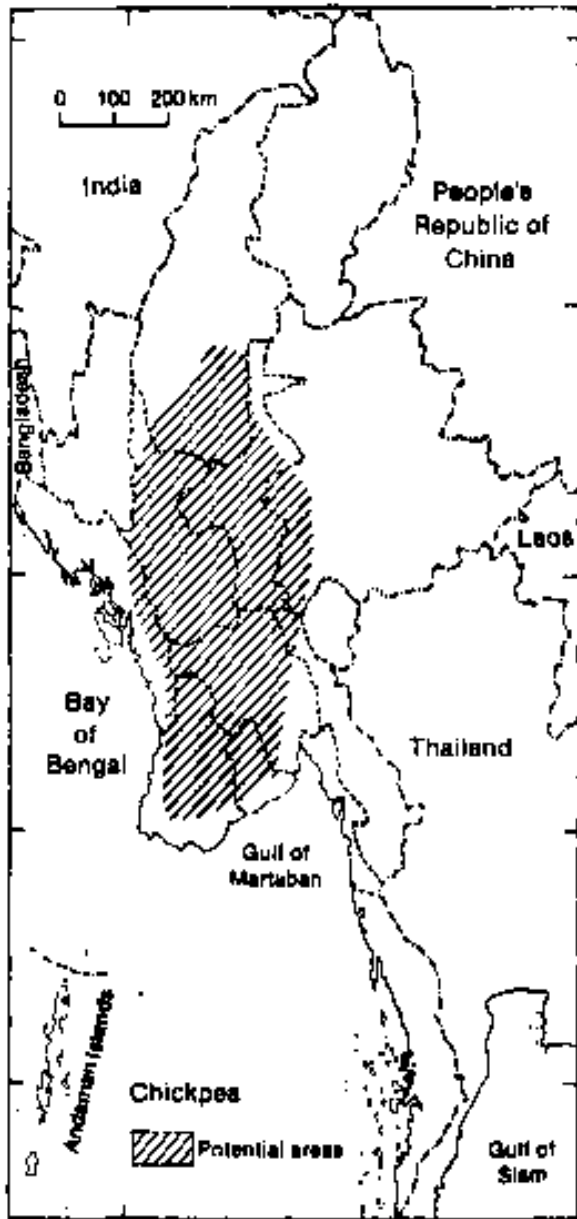 0 100 200 km
India
People's
Republic of
China
Bangladesh
Laos
Bay
of
Bengal
Thailand
Gulf of
Martaban
Andaman Islands
Chickpea
Potential areas
Gulf of
Siam